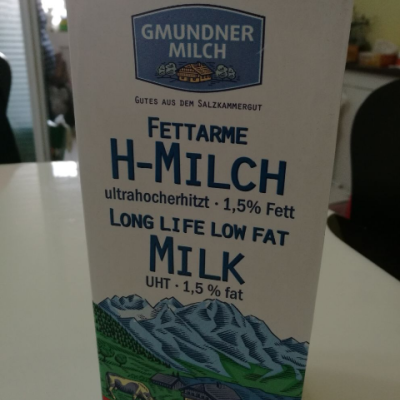 GMUNDNER
MILCH
GUTES AUS DEM SALZKAMMERGUT
FETTARME
H-MILCH
ultrahocherhitzt · 1,5% Fett
LONG LIFE LOW FAT
MILK
UHT · 1,5 % fat